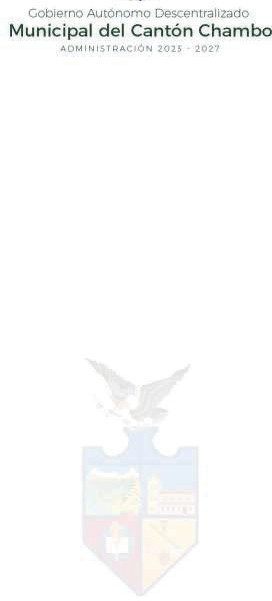 Gobierno Autónomo Descentralizado
Municipal del Cantón Chambo
ADMINISTRACIÓN 2023 - 2027